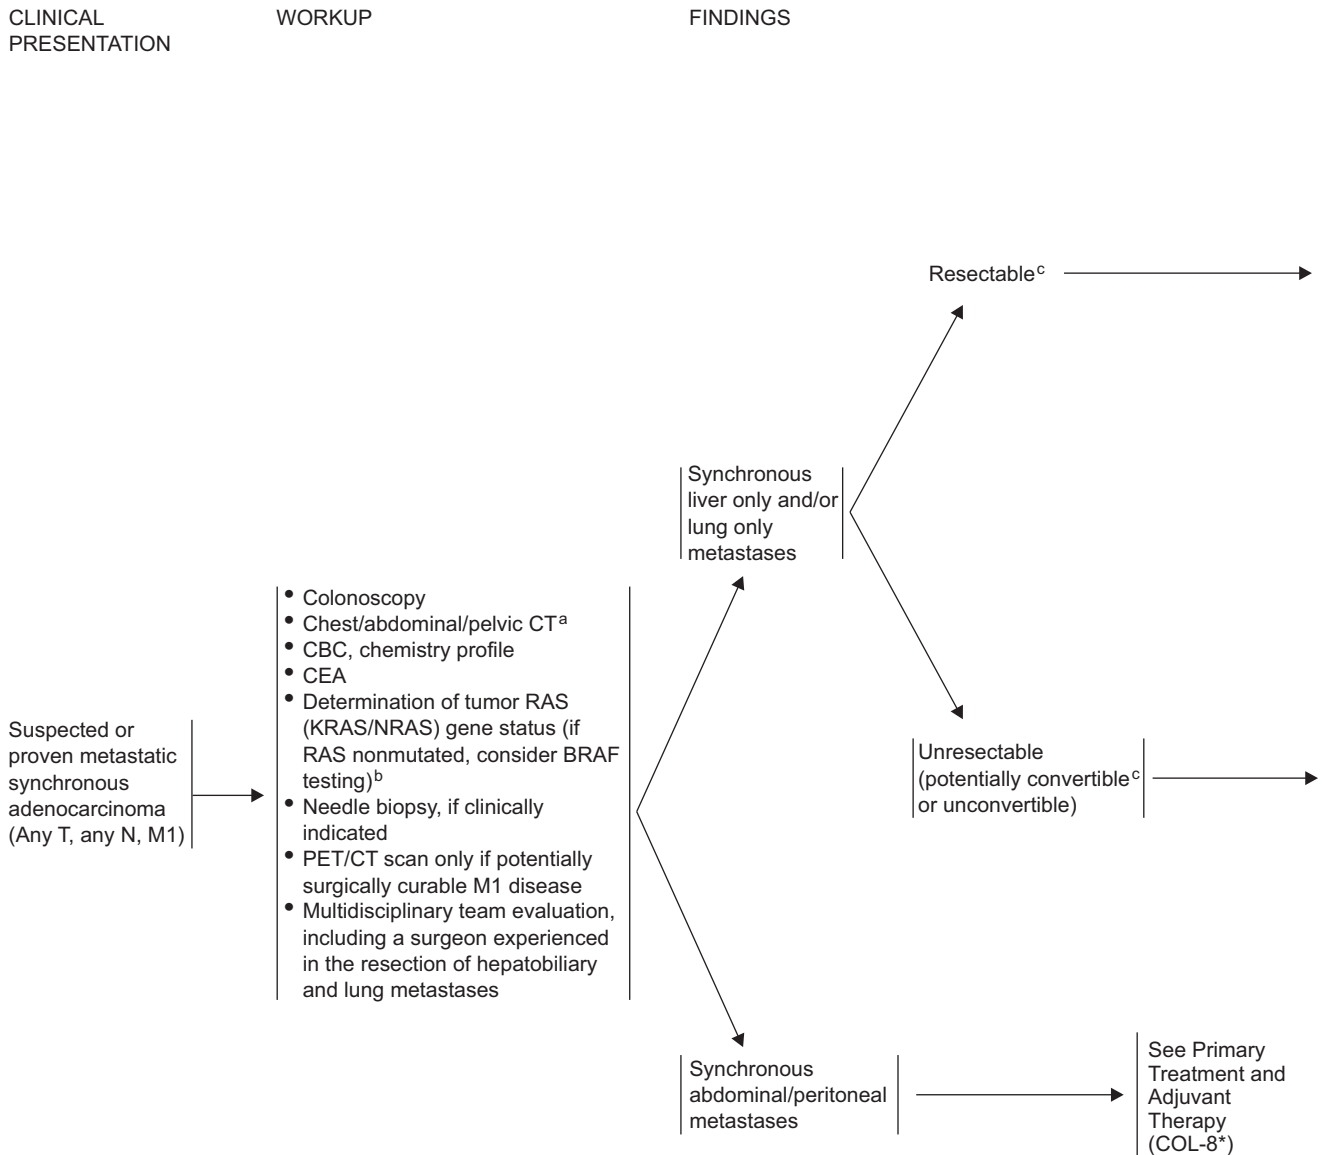 CLINICAL
PRESENTATION
WORKUP
FINDINGS
Suspected or
proven metastatic
synchronous
adenocarcinoma
(Any T, any N, M1)
• Colonoscopy
• Chest/abdominal/pelvic CTᵃ
• CBC, chemistry profile
• CEA
• Determination of tumor RAS
(KRAS/NRAS) gene status (if
RAS nonmutated, consider BRAF
testing)ᵇ
• Needle biopsy, if clinically
indicated
• PET/CT scan only if potentially
surgically curable M1 disease
• Multidisciplinary team evaluation,
including a surgeon experienced
in the resection of hepatobiliary
and lung metastases
Synchronous
liver only and/or
lung only
metastases
Resectableᶜ
Unresectable
(potentially convertibleᶜ
or unconvertible)
Synchronous
abdominal/peritoneal
metastases
See Primary
Treatment and
Adjuvant
Therapy
(COL-8*)